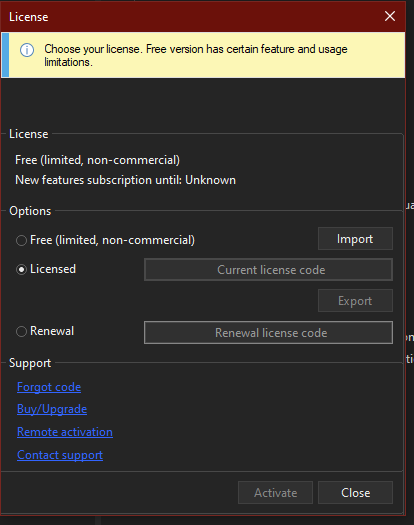 License
Choose your license. Free version has certain feature and usage
limitations.
License
Free (limited, non-commercial)
New features subscription until: Unknown
Options
Free (limited, non-commercial)
Import
Licensed
Current license code
Export
Renewal
Renewal license code
Support
Forgot code
Buy/Upgrade
Remote activation
Contact support
Activate
Close